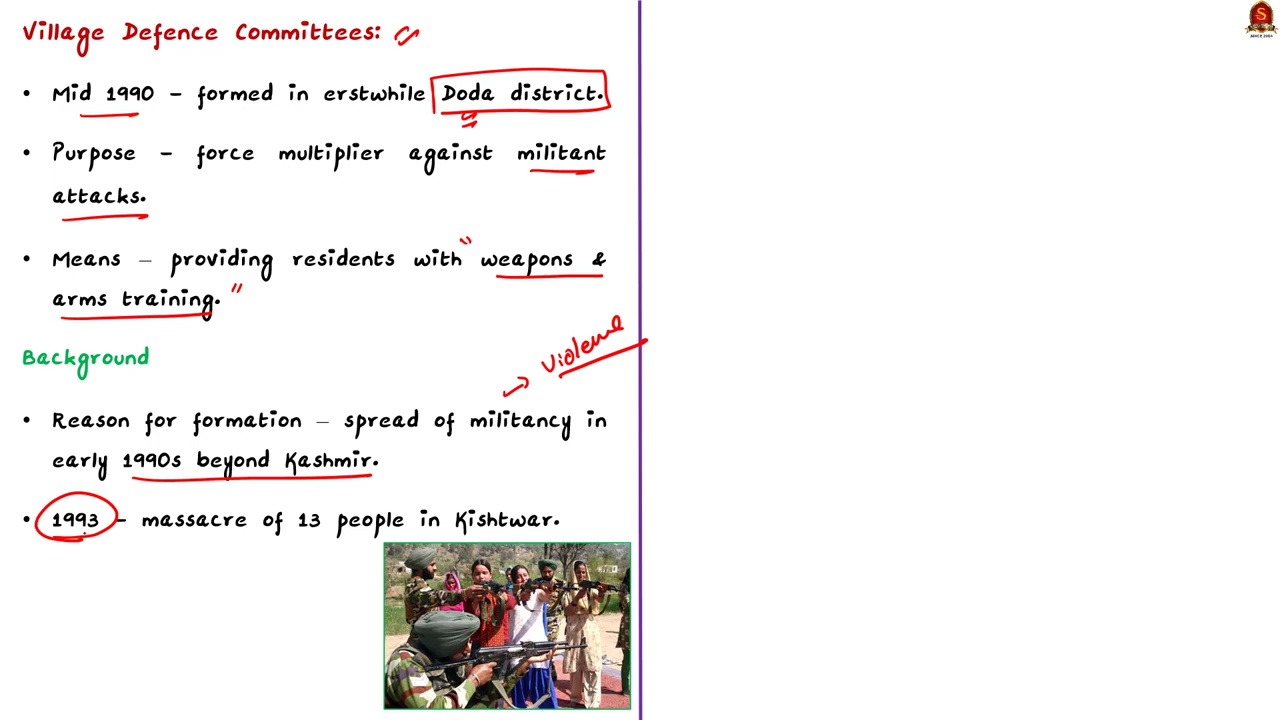 Village Defence Committees:
• Mid 1990 - formed in erstwhile Doda district.
• Purpose - force multiplier against militant
attacks.
• Means – providing residents with "weapons &
arms training."
Background
Violence
• Reason for formation – spread of militancy in
early 1990s beyond Kashmir.
• 1993 - massacre of 13 people in Kishtwar.
S
SINCE 2004